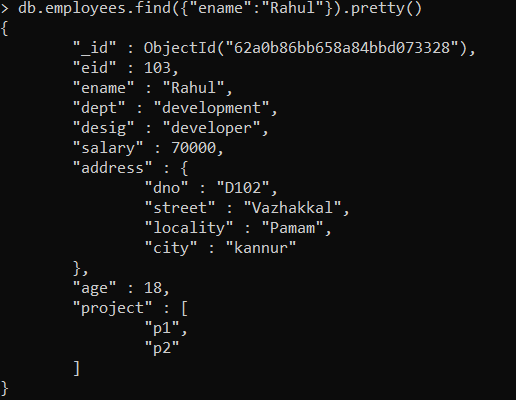 > db.employees.find({"ename":"Rahul"}).pretty()
{
        "_id" : ObjectId("62a0b86bb658a84bbd073328"),
        "eid" : 103,
        "ename" : "Rahul",
        "dept" : "development",
        "desig" : "developer",
        "salary" : 70000,
        "address" : {
                "dno" : "D102",
                "street" : "Vazhakkal",
                "locality" : "Pamam",
                "city" : "kannur"
        },
        "age" : 18,
        "project" : [
                "p1",
                "p2"
        ]
}